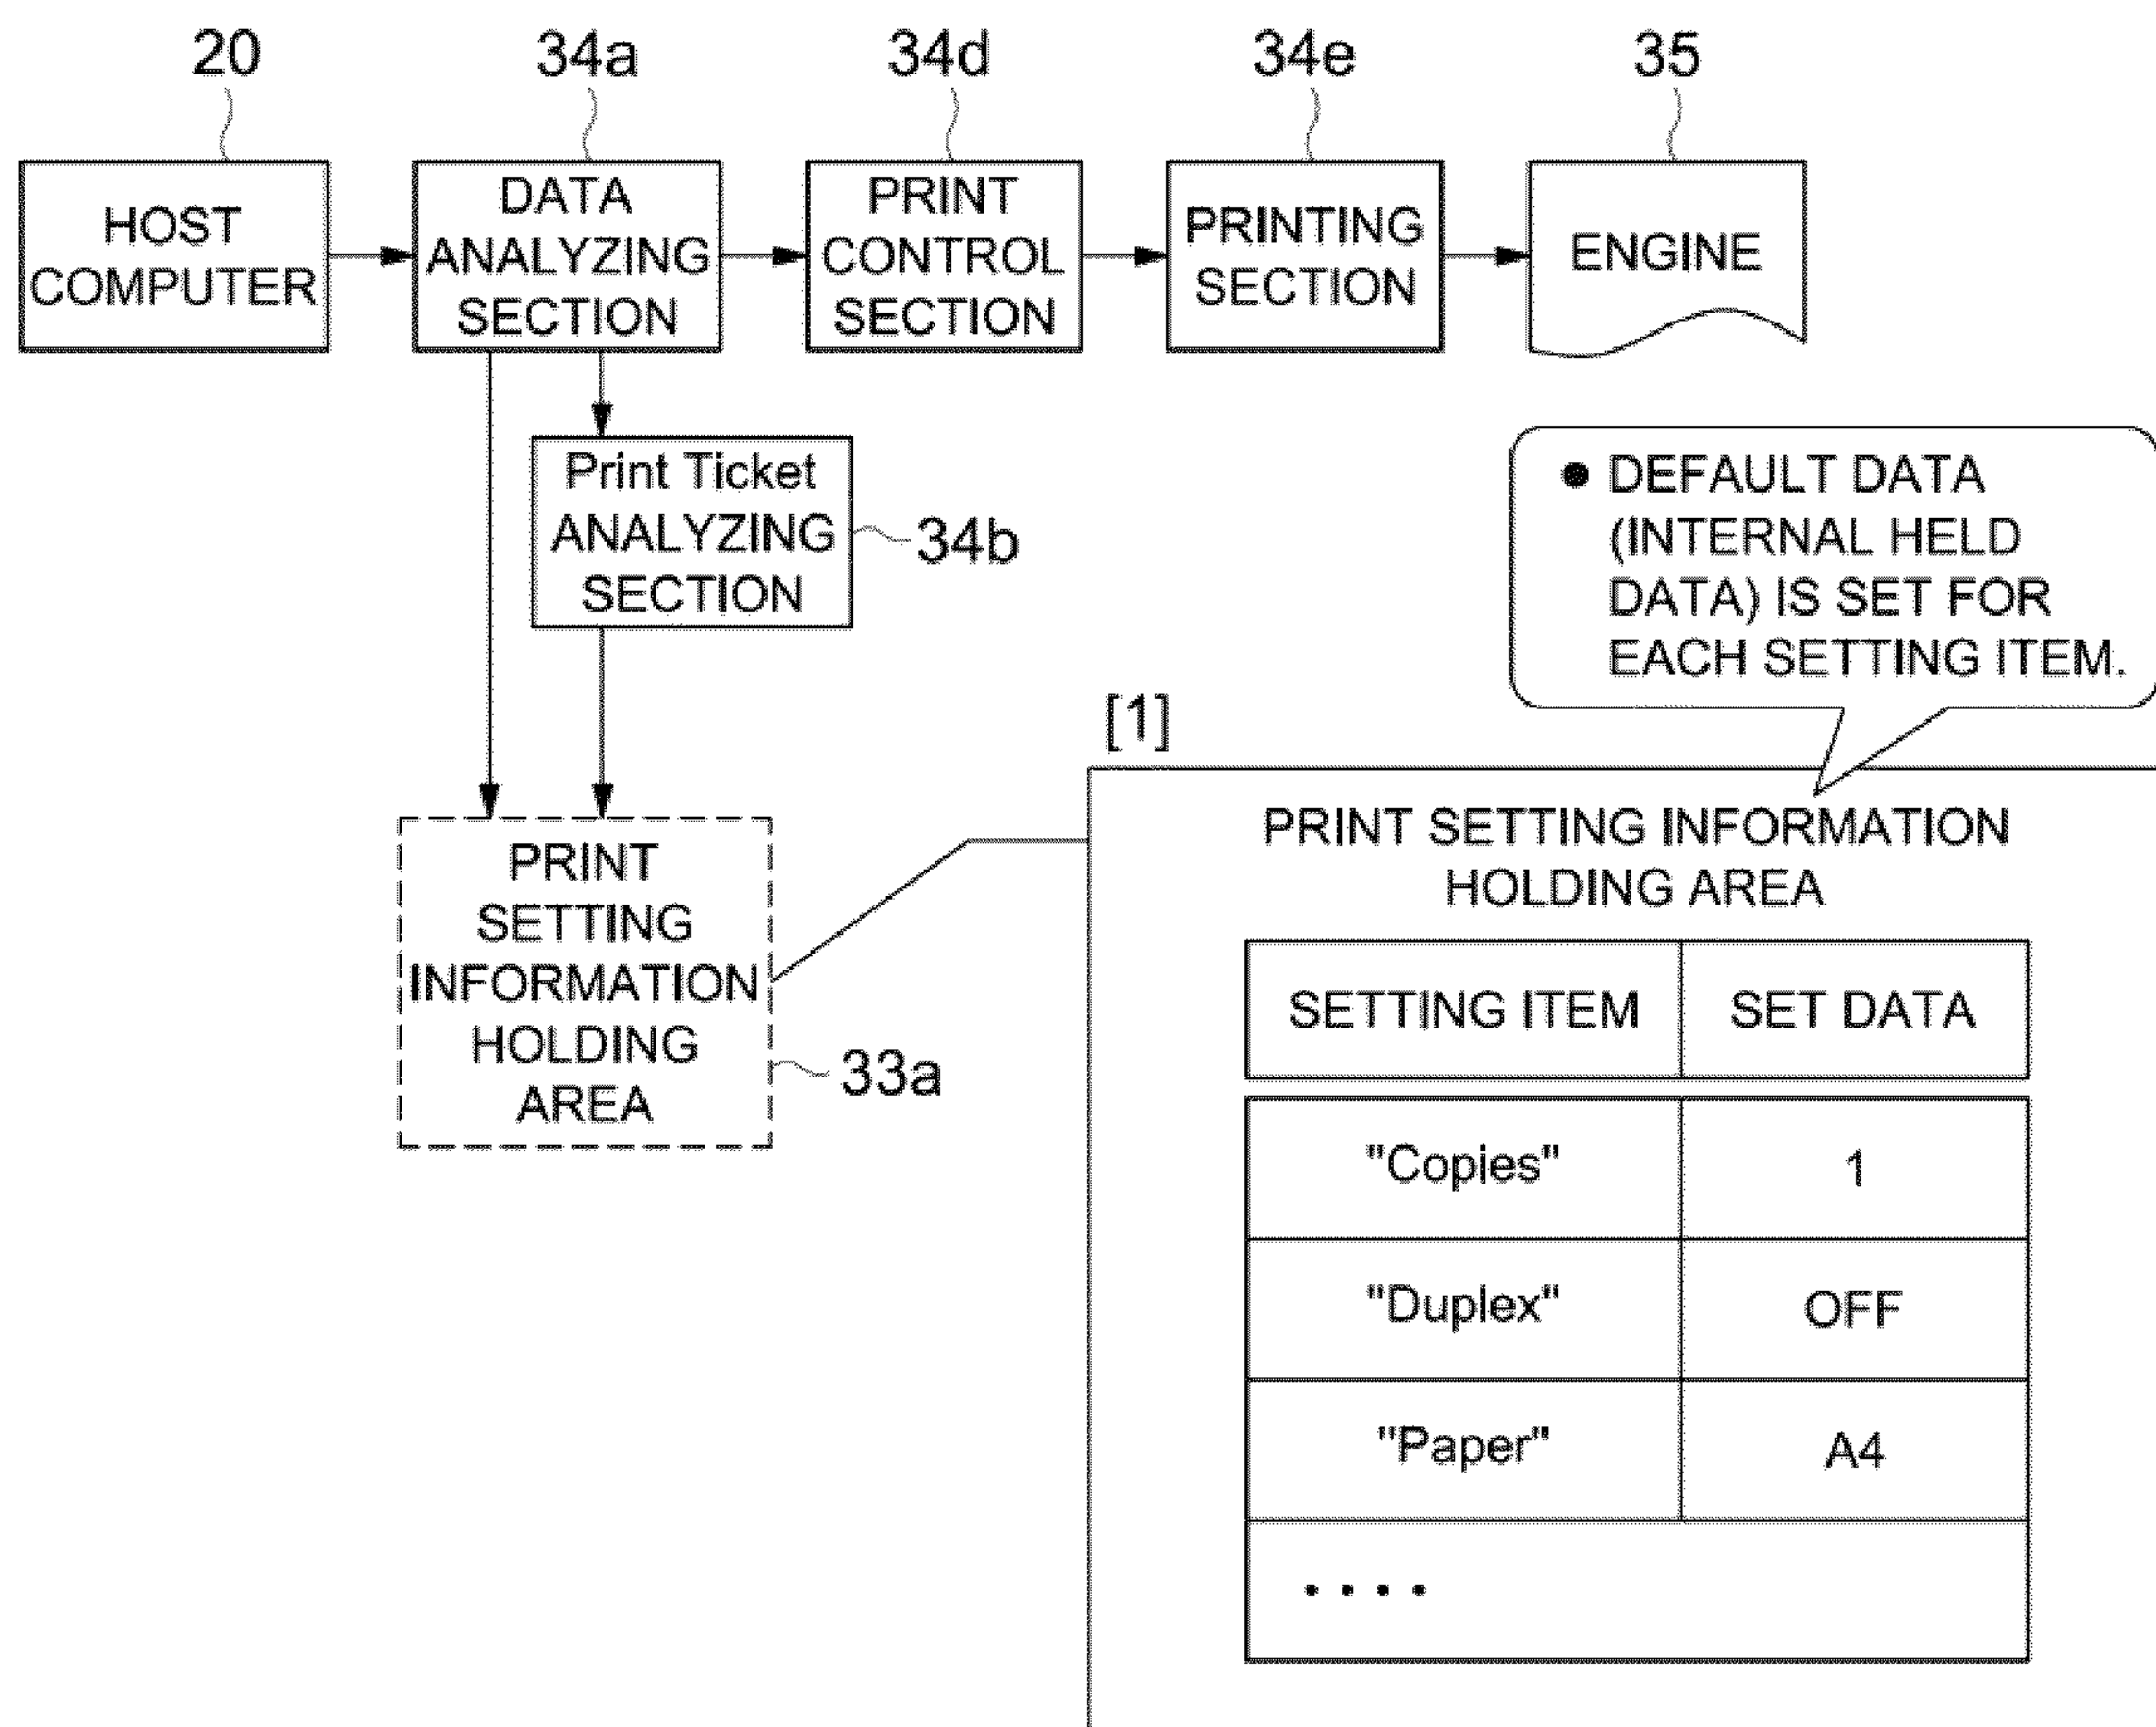 20
34a
34d
34e
35
HOST
COMPUTER
DATA
ANALYZING
SECTION
PRINT
CONTROL
SECTION
PRINTING
SECTION
ENGINE
Print Ticket
ANALYZING
SECTION
34b
● DEFAULT DATA
(INTERNAL HELD
DATA) IS SET FOR
EACH SETTING ITEM.
[1]
PRINT
SETTING
INFORMATION
HOLDING
AREA
33a
PRINT SETTING INFORMATION
HOLDING AREA
SETTING ITEM SET DATA
"Copies" 1
"Duplex" OFF
"Paper" A4
• • • •